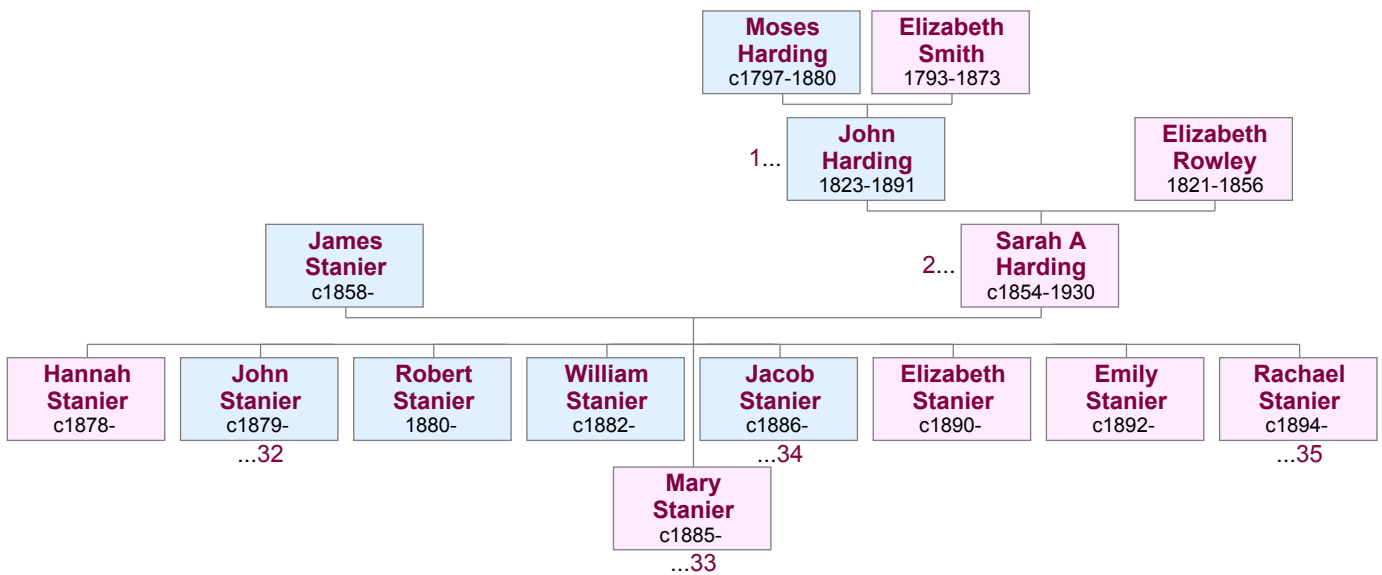 Moses
Harding
c1797-1880
Elizabeth
Smith
1793-1873
1...
John
Harding
1823-1891
Elizabeth
Rowley
1821-1856
James
Stanier
c1858-
2...
Sarah A
Harding
c1854-1930
Hannah
Stanier
c1878-
John
Stanier
c1879-
...32
Robert
Stanier
1880-
William
Stanier
c1882-
Jacob
Stanier
c1886-
...34
Elizabeth
Stanier
c1890-
Emily
Stanier
c1892-
Rachael
Stanier
c1894-
...35
Mary
Stanier
c1885-
...33